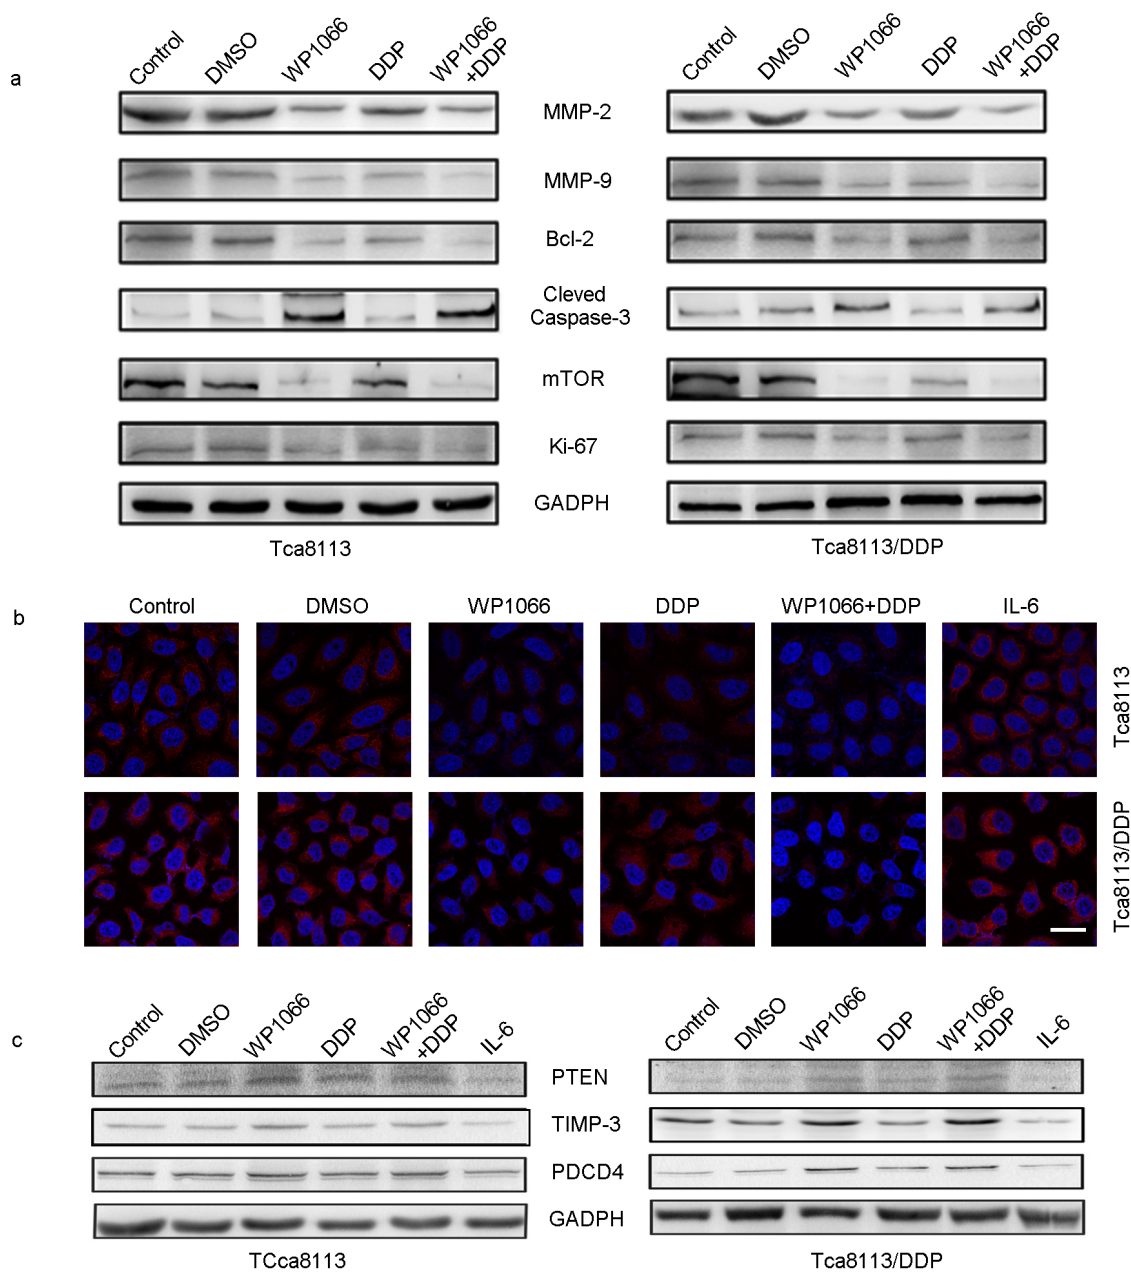 a
Control DMSO WP1066 DDP WP1066
+DDP
Control DMSO WP1066 DDP WP1066
+DDP
MMP-2
MMP-9
Bcl-2
Cleved
Caspase-3
mTOR
Ki-67
GADPH
Tca8113
Tca8113/DDP
b
Control DMSO WP1066 DDP WP1066+DDP IL-6
Tca8113
Tca8113/DDP
c
Control DMSO WP1066 DDP WP1066
+DDP IL-6
Control DMSO WP1066 DDP WP1066
+DDP IL-6
PTEN
TIMP-3
PDCD4
GADPH
TCca8113
Tca8113/DDP